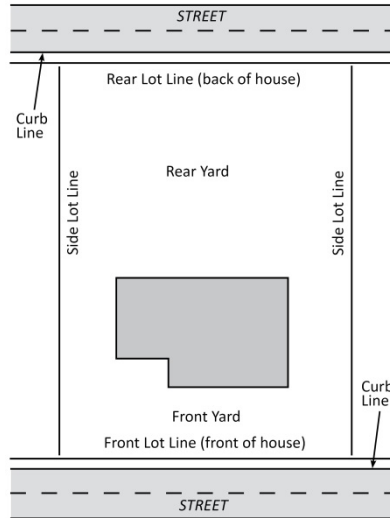 STREET
Rear Lot Line (back of house)
Curb
Line
Rear Yard
Side Lot Line
Side Lot Line
Curb
Line
Front Yard
Front Lot Line (front of house)
STREET